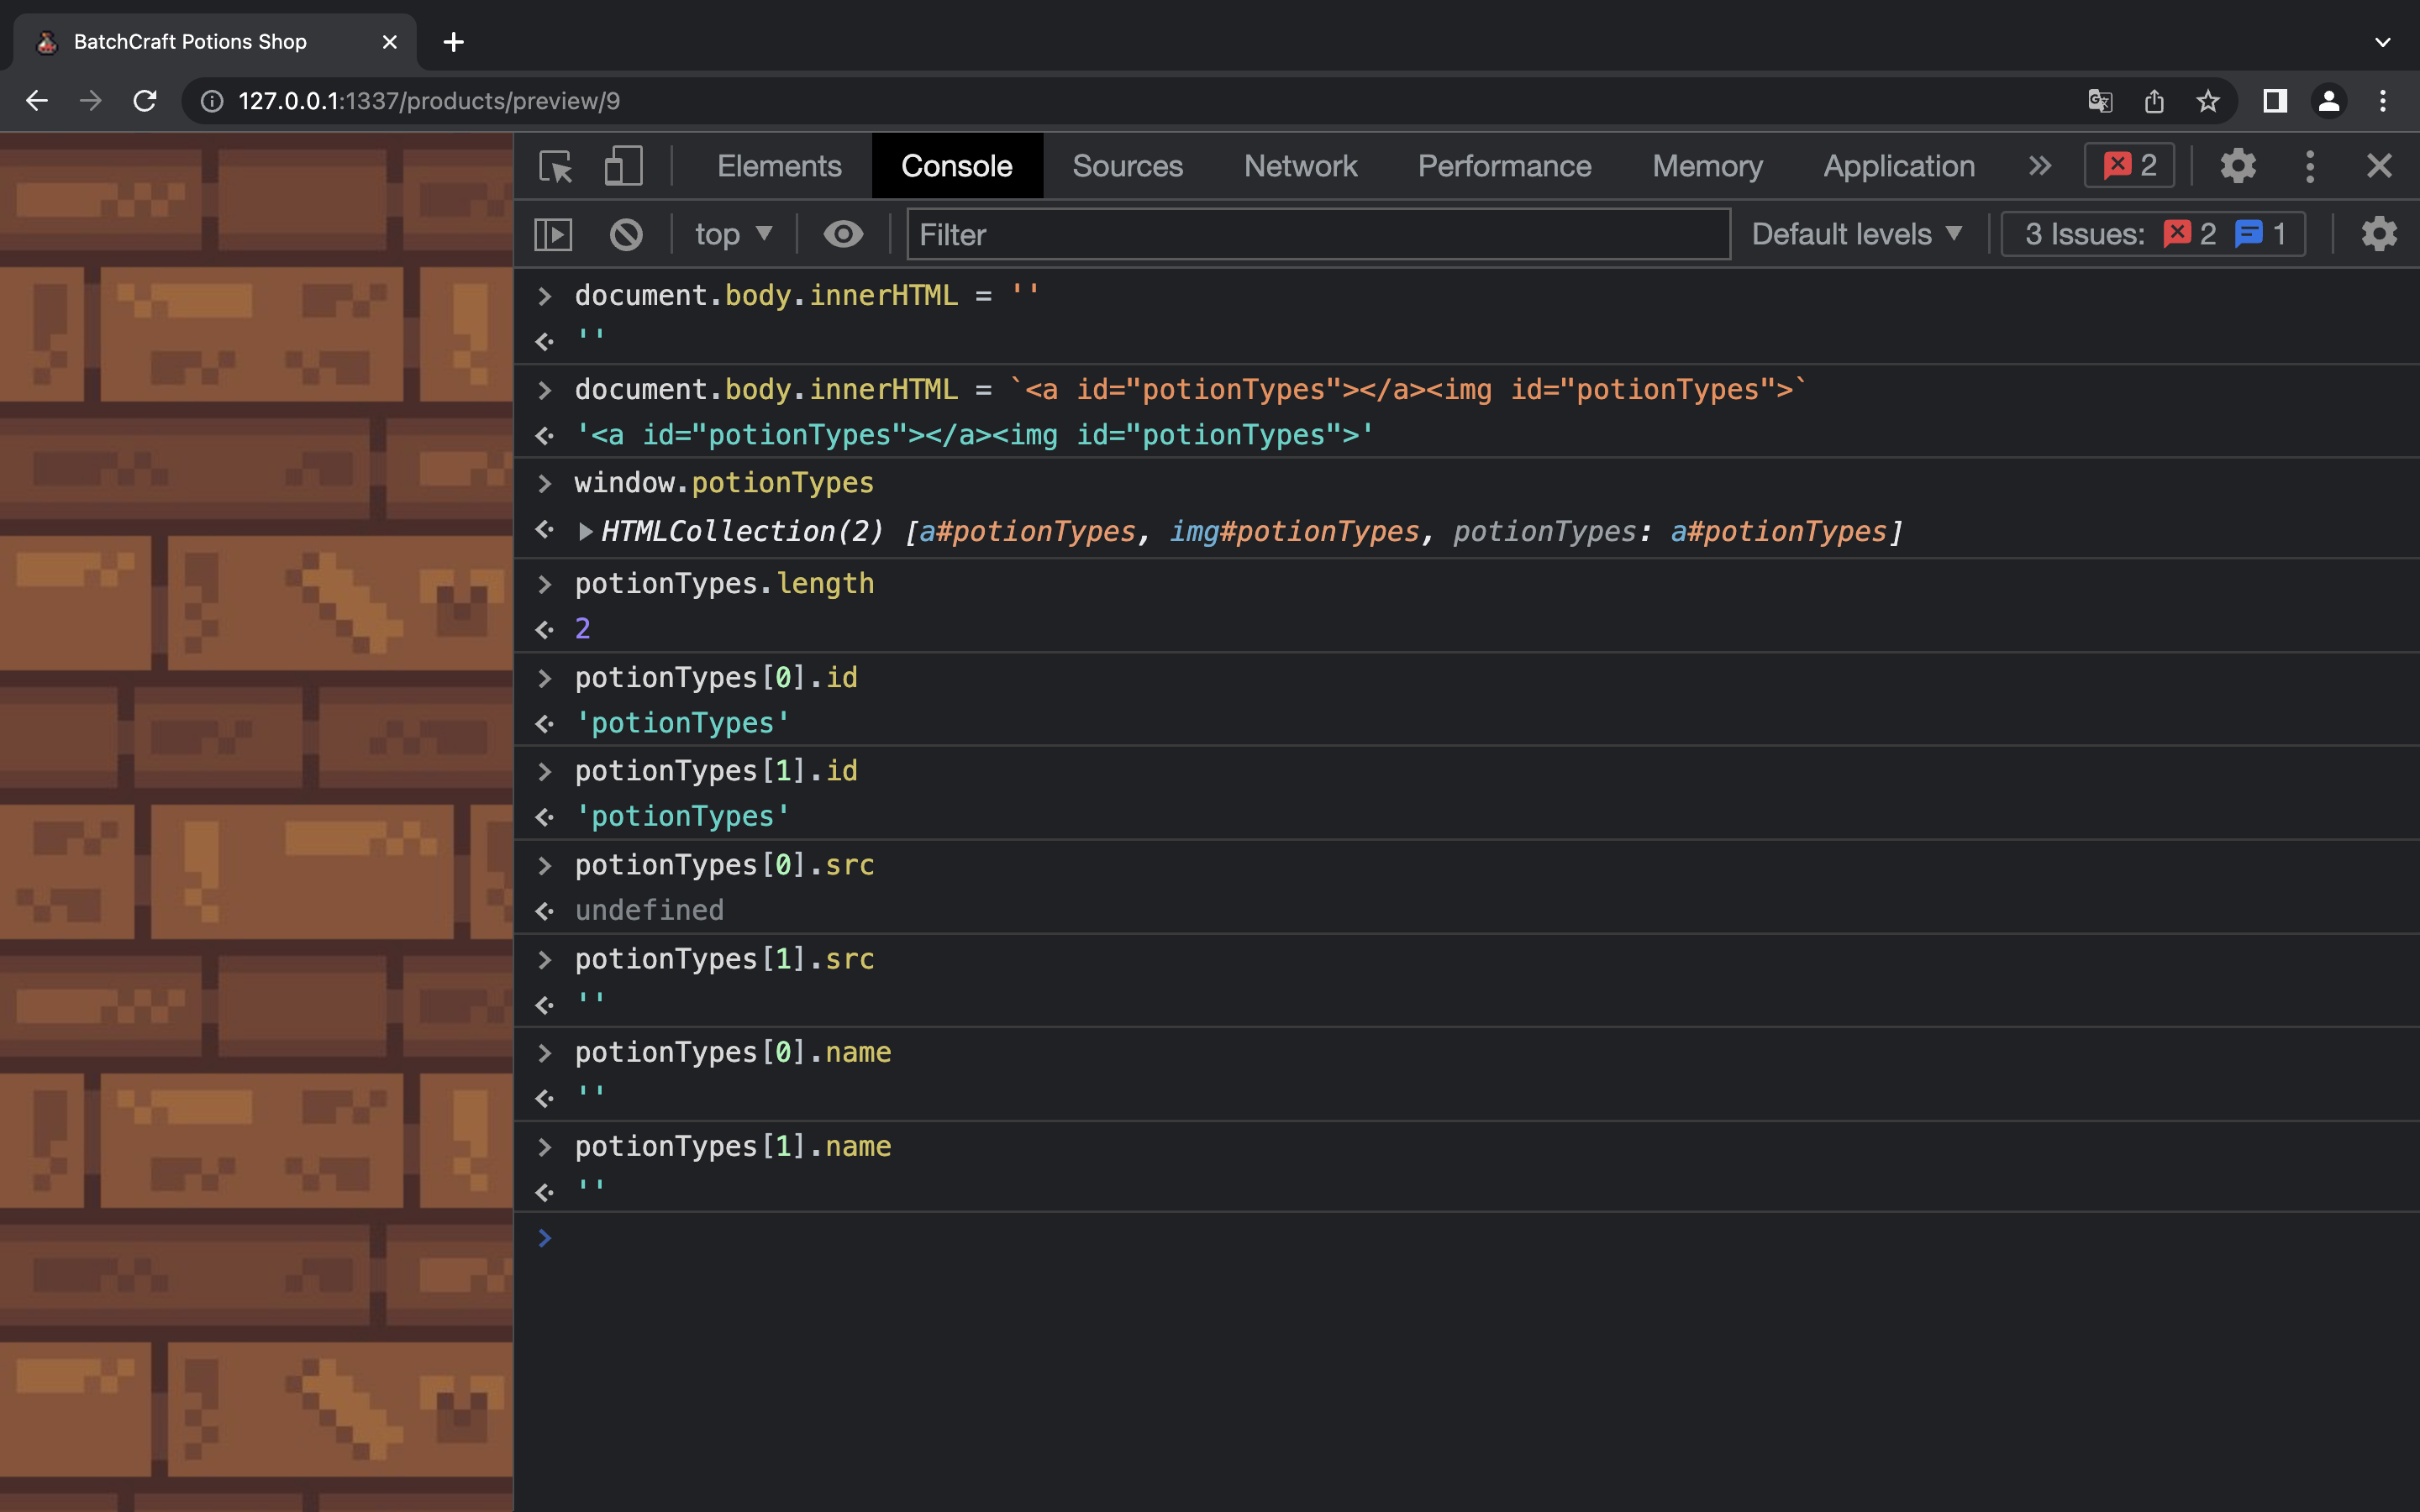 BatchCraft Potions Shop
127.0.0.1:1337/products/preview/9
Elements Console Sources Network Performance Memory Application 2
top Filter Default levels 3 Issues: 2 1
> document.body.innerHTML = ''
''
> document.body.innerHTML = `<a id="potionTypes"></a><img id="potionTypes">`
'<a id="potionTypes"></a><img id="potionTypes">'
> window.potionTypes
HTMLCollection(2) [a#potionTypes, img#potionTypes, potionTypes: a#potionTypes]
> potionTypes.length
2
> potionTypes[0].id
'potionTypes'
> potionTypes[1].id
'potionTypes'
> potionTypes[0].src
undefined
> potionTypes[1].src
''
> potionTypes[0].name
''
> potionTypes[1].name
''
>